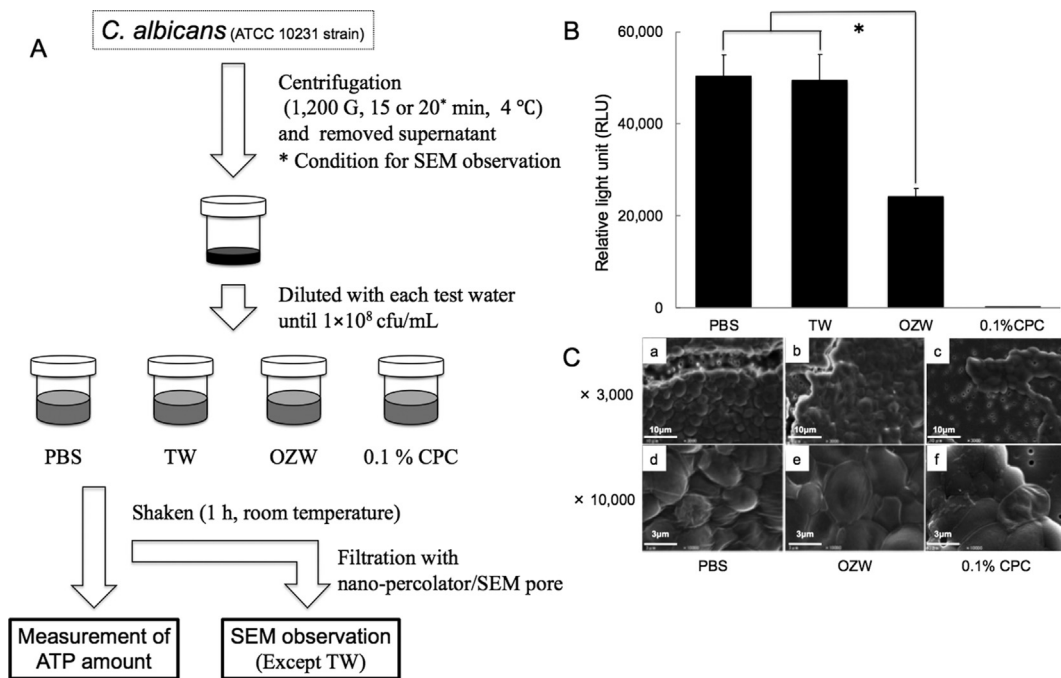 A
C. albicans (ATCC 10231 strain)
Centrifugation
(1,200 G, 15 or 20* min, 4 ℃)
and removed supernatant
* Condition for SEM observation
Diluted with each test water
until 1×10⁸ cfu/mL
PBS TW OZW 0.1 % CPC
Shaken (1 h, room temperature)
Filtration with
nano-percolator/SEM pore
Measurement of
ATP amount
SEM observation
(Except TW)
B
Relative light unit (RLU)
60,000
40,000
20,000
0
*
PBS TW OZW 0.1%CPC
C
× 3,000
a b c
10μm 10μm 10μm
× 10,000
d e f
3μm 3μm 3μm
PBS OZW 0.1% CPC